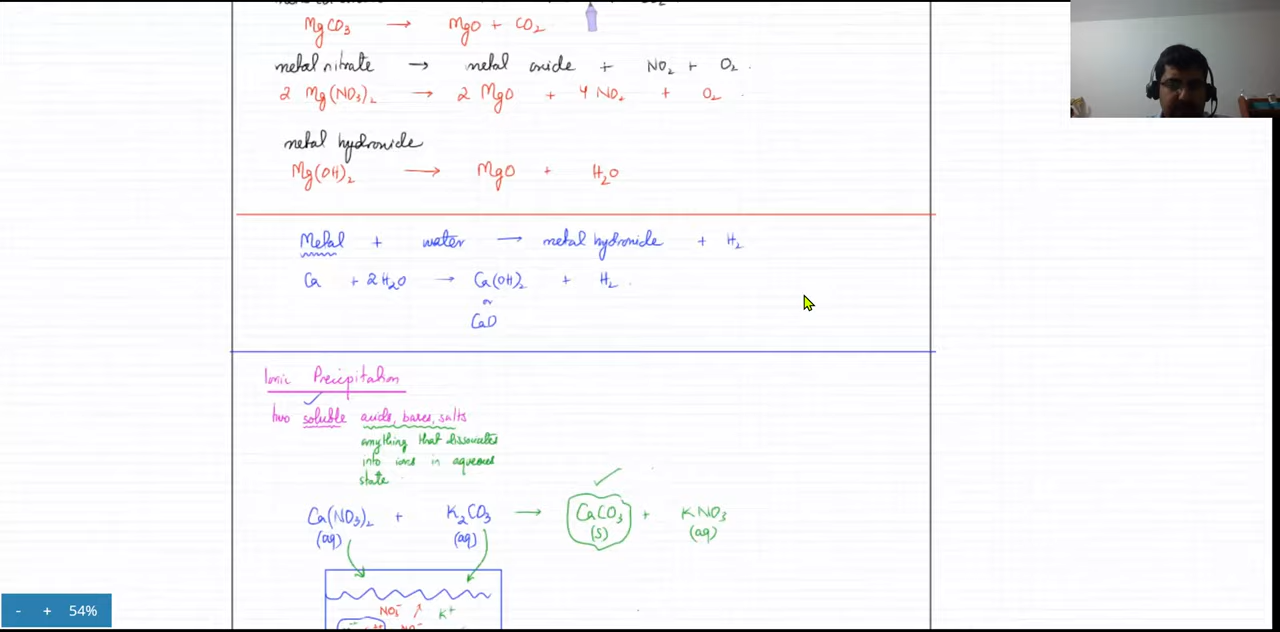 MgCO₃ → MgO + CO₂
metal nitrate → metal oxide + NO₂ + O₂.
2 Mg(NO₃)₂ → 2 MgO + 4 NO₂ + O₂.
metal hydroxide
Mg(OH)₂ → MgO + H₂O
Metal + water → metal hydroxide + H₂
Ca + 2H₂O → Ca(OH)₂ + H₂.
or
CaO
Ionic Precipitation
two soluble acids, bases, salts
anything that dissociates
into ions in aqueous
state
Ca(NO₃)₂ + K₂CO₃ → CaCO₃ + KNO₃
(aq) (aq) (s) (aq)
NO₃⁻ K⁺
- + 54%